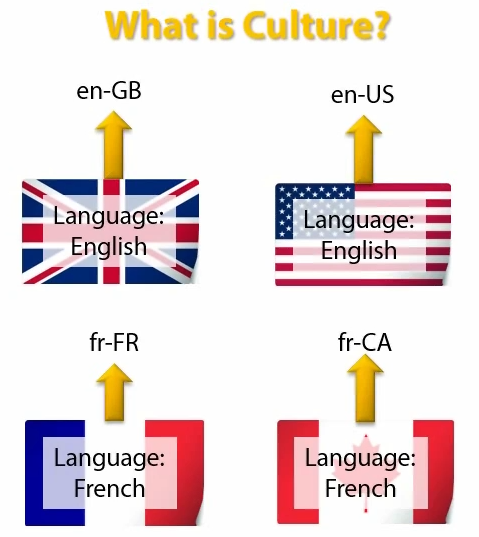 What is Culture?
en-GB
en-US
Language:
English
Language:
English
fr-FR
fr-CA
Language:
French
Language:
French